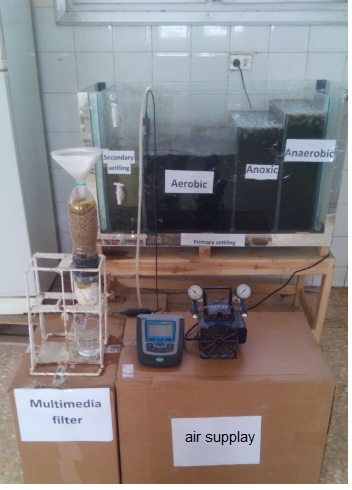 Secondary
settling
Aerobic
Anoxic
Anaerobic
Primary settling
Multimedia
filter
air supplay